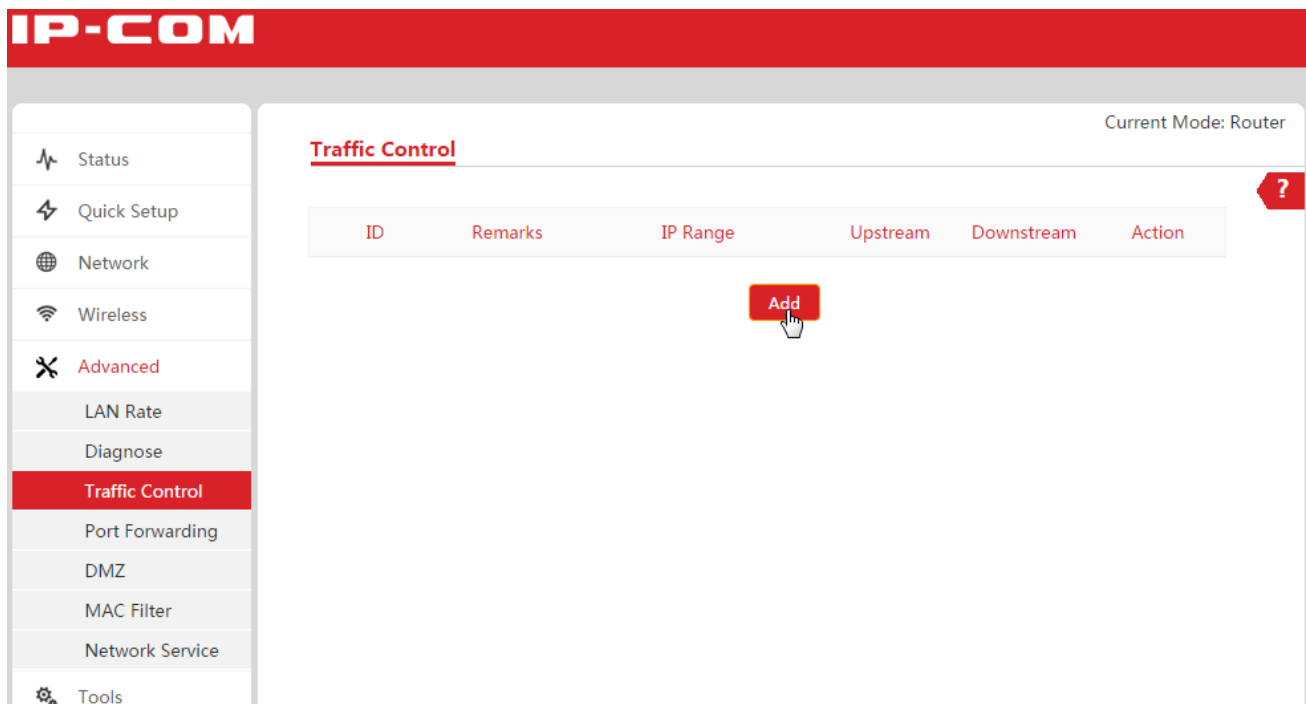 IP-COM
Current Mode: Router
Traffic Control
?
Status
Quick Setup
Network
Wireless
Advanced
LAN Rate
Diagnose
Traffic Control
Port Forwarding
DMZ
MAC Filter
Network Service
Tools
ID Remarks IP Range Upstream Downstream Action
Add